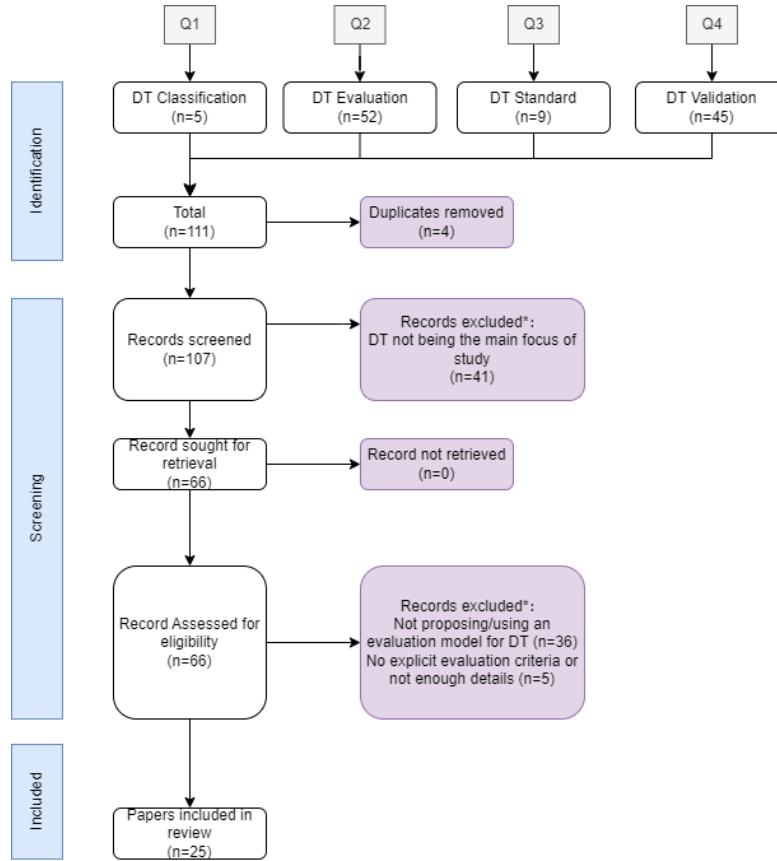 Q1
Q2
Q3
Q4
DT Classification
(n=5)
DT Evaluation
(n=52)
DT Standard
(n=9)
DT Validation
(n=45)
Identification
Total
(n=111)
Duplicates removed
(n=4)
Screening
Records screened
(n=107)
Records excluded*:
DT not being the main focus of
study
(n=41)
Record sought for
retrieval
(n=66)
Record not retrieved
(n=0)
Record Assessed for
eligibility
(n=66)
Records excluded*:
Not proposing/using an
evaluation model for DT (n=36)
No explicit evaluation criteria or
not enough details (n=5)
Included
Papers included in
review
(n=25)